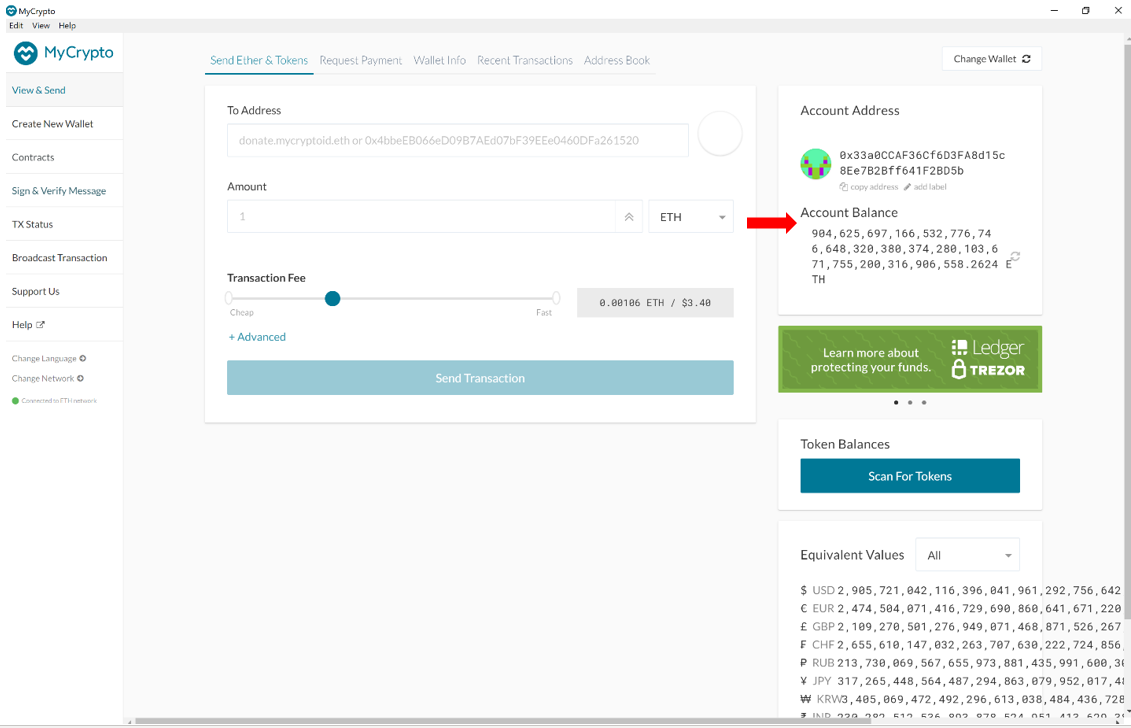 MyCrypto
Edit View Help
MyCrypto
View & Send
Create New Wallet
Contracts
Sign & Verify Message
TX Status
Broadcast Transaction
Support Us
Help
Change Language
Change Network
Connected to ETH network
Send Ether & Tokens Request Payment Wallet Info Recent Transactions Address Book
Change Wallet
To Address
donate.mycryptoid.eth or 0x4bbeEB066eD09B7AEd07bF39EEe0460DFa261520
Amount
1
ETH
Transaction Fee
Cheap Fast
0.00106 ETH / $3.40
+ Advanced
Send Transaction
Account Address
0x33a0CCAF36Cf6D3FA8d15c
8Ee7B2Bff641F2BD5b
copy address add label
Account Balance
904,625,697,166,532,776,74
6,648,320,380,374,280,103,6
71,755,200,316,906,558.2624 E
TH
Learn more about
protecting your funds.
Ledger
TREZOR
Token Balances
Scan For Tokens
Equivalent Values All
$ USD 2,905,721,042,116,396,041,961,292,756,642
€ EUR 2,474,504,071,416,729,690,860,641,671,220
£ GBP 2,109,270,501,276,949,071,468,871,526,267
₣ CHF 2,655,610,147,032,263,707,630,222,724,856,
₽ RUB 213,730,069,567,655,973,881,435,991,600,3
¥ JPY 317,265,448,564,487,294,863,079,952,017,4
₩ KRW3,405,069,472,492,296,613,038,484,436,728